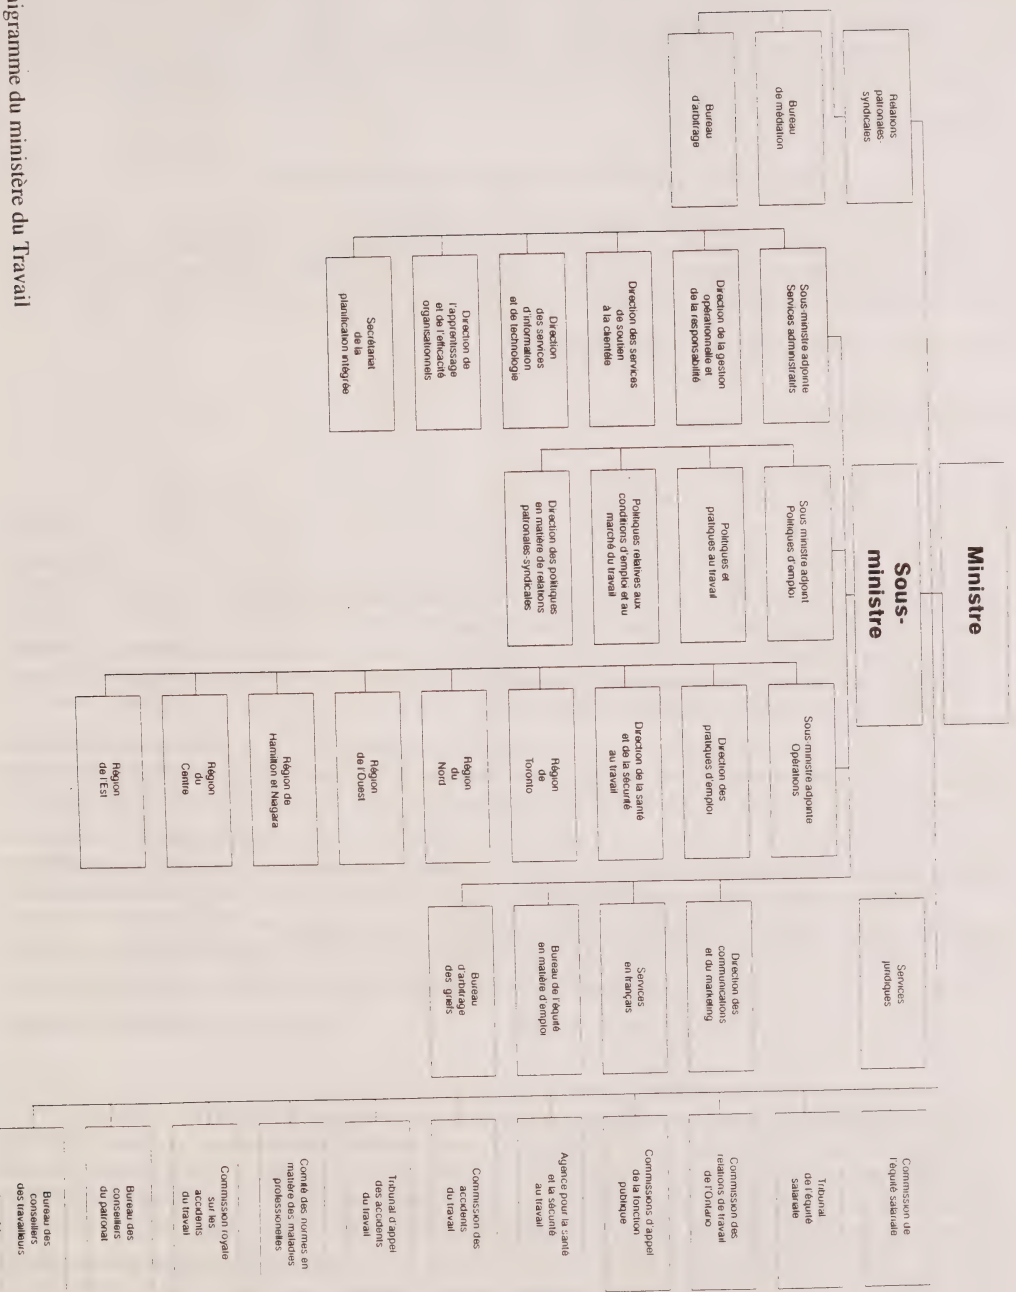 Ministre
Sous-
ministre
Relations
patronales-
syndicales
Bureau
de médiation
Bureau
d'arbitrage
Sous-ministre adjointe
Services administratifs
Direction de la gestion
opérationnelle et
de la responsabilité
Direction des services
de soutien
à la clientèle
Direction
des services
d'information
et de technologie
Direction de
l'apprentissage
et de l'efficacité
organisationnels
Secrétariat
de la
planification intégrée
Sous ministre adjoint
Politiques d'emploi
Politiques et
pratiques au travail
Politiques relatives aux
conditions d'emploi et au
marché du travail
Direction des politiques
en matière de relations
patronales-syndicales
Sous-ministre adjointe
Opérations
Direction des
pratiques d'emploi
Direction de la santé
et de la sécurité
au travail
Région
de
Toronto
Région
du
Nord
Région
de l'Ouest
Région de
Hamilton et Niagara
Région
du
Centre
Région
de l'Est
Services
juridiques
Direction des
communications
et du marketing
Services
en français
Bureau de l'équité
en matière d'emploi
Bureau
d'arbitrage
des griefs
Commission de
l'équité salariale
Tribunal
de l'équité
salariale
Commission des
relations de travail
de l'Ontario
Commissions d'appel
de la fonction
publique
Agence pour la santé
et la sécurité
au travail
Commission des
accidents
du travail
Tribunal d'appel
des accidents
du travail
Comité des normes en
matière des maladies
professionelles
Commission royale
sur les
accidents
du travail
Bureau des
conseillers
du patronat
Bureau des
conseillers
des travailleurs
nigramme du ministère du Travail